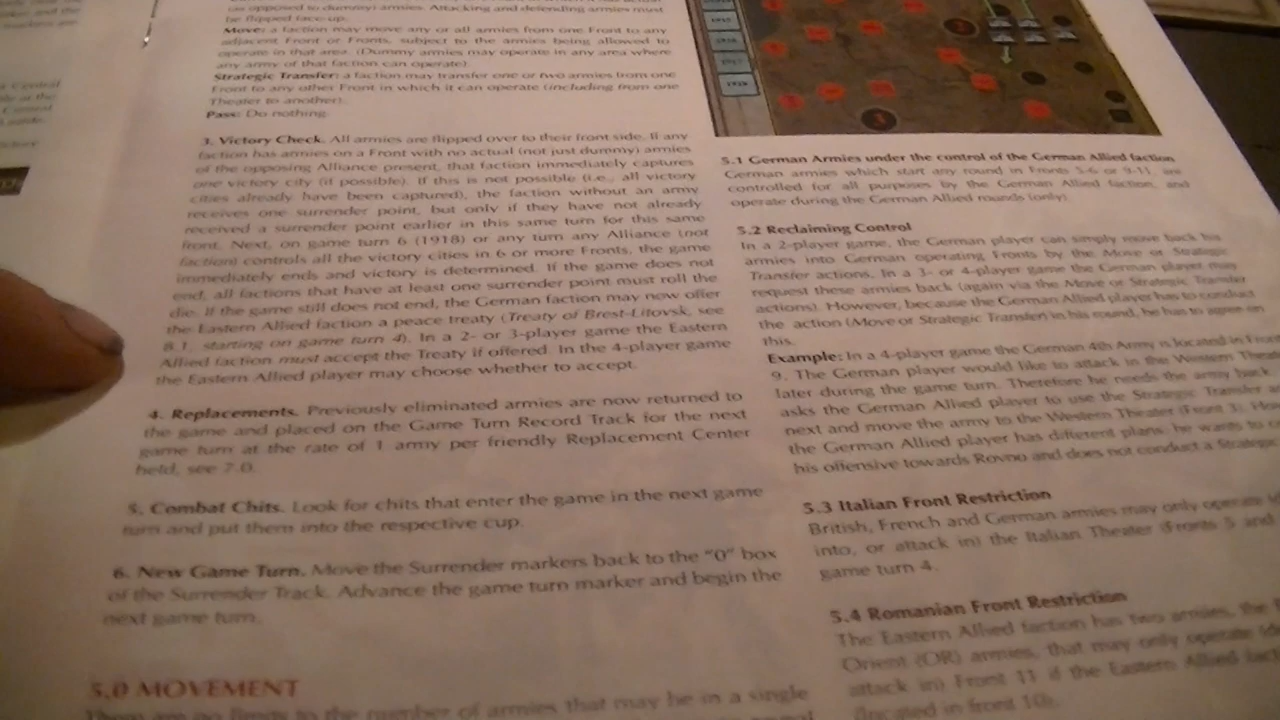 (as opposed to dummy) armies. Attacking and defending armies must
be flipped face-up.
Move: a faction may move any or all armies from one Front to any
adjacent Front or Fronts, subject to the armies being allowed to
operate in that area. (Dummy armies may operate in any area where
any army of that faction can operate)
Strategic Transfer: a faction may transfer one or two armies from one
Front to any other Front in which it can operate (including from one
Theater to another).
Pass: Do nothing.
3. Victory Check. All armies are flipped over to their front side. If any
faction has armies on a Front with no actual (not just dummy) armies
of the opposing Alliance present, that faction immediately captures
one victory city (if possible). If this is not possible (i.e., all victory
cities already have been captured), the faction without an army
receives one surrender point, but only if they have not already
received a surrender point earlier in this same turn for this same
front. Next, on game turn 6 (1918) or any turn any Alliance (not
faction) controls all the victory cities in 6 or more Fronts, the game
immediately ends and victory is determined. If the game does not
end, all factions that have at least one surrender point must roll the
die. If the game still does not end, the German faction may now offer
the Eastern Allied faction a peace treaty (Treaty of Brest-Litovsk, see
8.1, starting on game turn 4). In a 2- or 3-player game the Eastern
Allied faction must accept the Treaty if offered. In the 4-player game
the Eastern Allied player may choose whether to accept.
4. Replacements. Previously eliminated armies are now returned to
the game and placed on the Game Turn Record Track for the next
game turn at the rate of 1 army per friendly Replacement Center
held, see 7.0.
5. Combat Chits. Look for chits that enter the game in the next game
turn and put them into the respective cup.
6. New Game Turn. Move the Surrender markers back to the "0" box
of the Surrender Track. Advance the game turn marker and begin the
next game turn.
5.0 MOVEMENT
There are no limits to the number of armies that may be in a single
5.1 German Armies under the control of the German Allied faction
German armies which start any round in Fronts 5-6 or 9-11, are
controlled for all purposes by the German Allied faction, and
operate during the German Allied rounds (only).
5.2 Reclaiming Control
In a 2-player game, the German player can simply move back his
armies into German operating Fronts by the Move or Strategic
Transfer actions. In a 3- or 4-player game the German player may
request these armies back (again via the Move or Strategic Transfer
actions). However, because the German Allied player has to conduct
the action (Move or Strategic Transfer) in his round, he has to agree on
this.
Example: In a 4-player game the German 4th Army is located in Front
9. The German player would like to attack in the Western
later during the game turn. Therefore he needs the army back.
asks the German Allied player to use the Strategic Transfer
next and move the army to the Western Theater (Front 3).
the German Allied player has different plans, he wants to
his offensive towards Rovno and does not conduct a Strategic
5.3 Italian Front Restriction
British, French and German armies may only operate
into, or attack in) the Italian Theater (Fronts 5 and
game turn 4.
5.4 Romanian Front Restriction
The Eastern Allied faction has two armies, the
Orient (OR) armies, that may only operate
attack in) Front 11 if the Eastern Allied
(located in front 10).